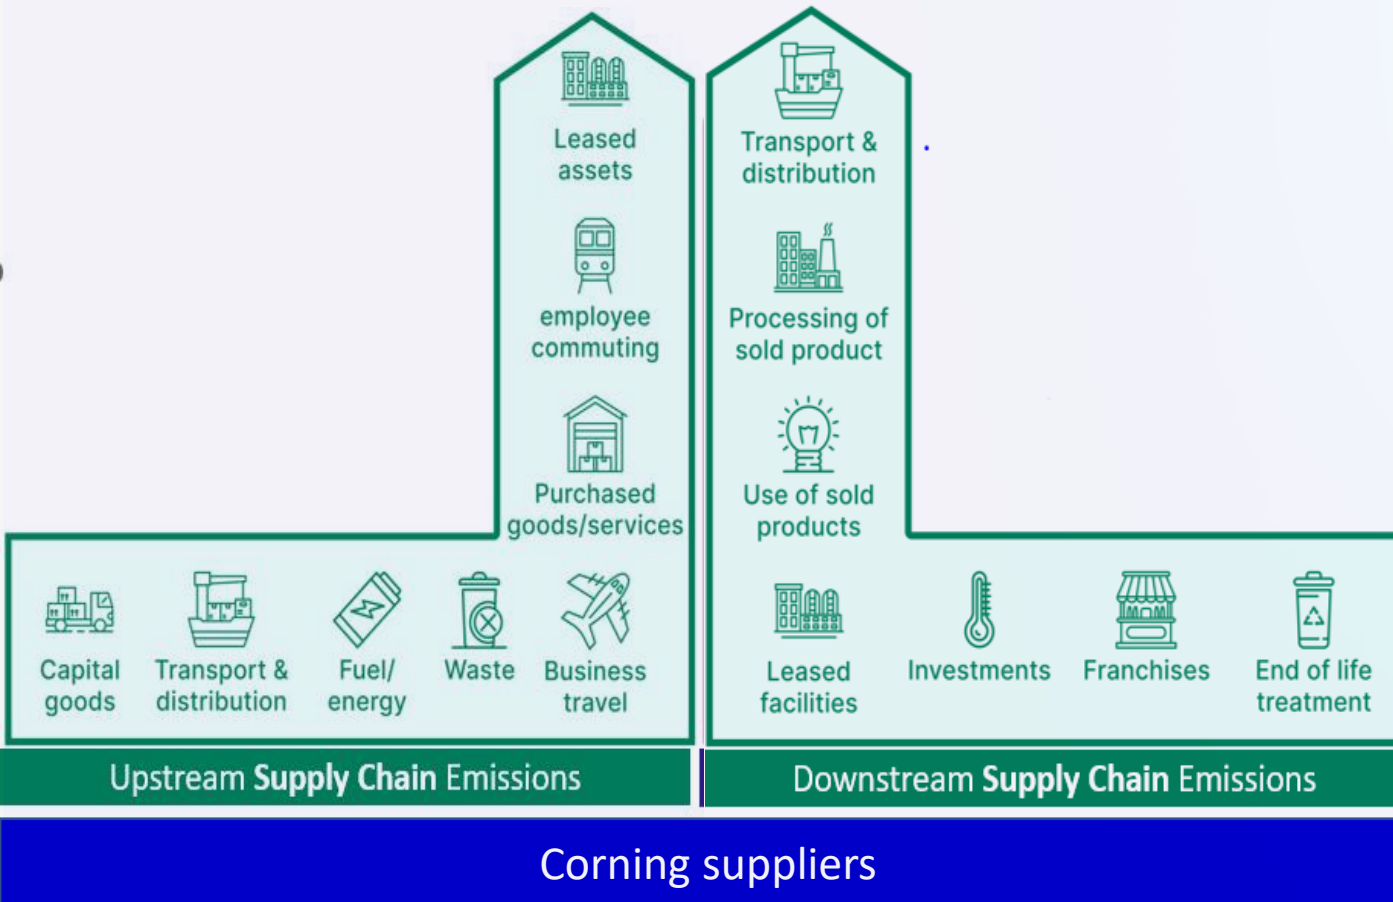 Leased
assets
employee
commuting
Purchased
goods/services
Capital
goods
Transport &
distribution
Fuel/
energy
Waste
Business
travel
Upstream Supply Chain Emissions
Transport &
distribution
Processing of
sold product
Use of sold
products
Leased
facilities
Investments
Franchises
End of life
treatment
Downstream Supply Chain Emissions
Corning suppliers